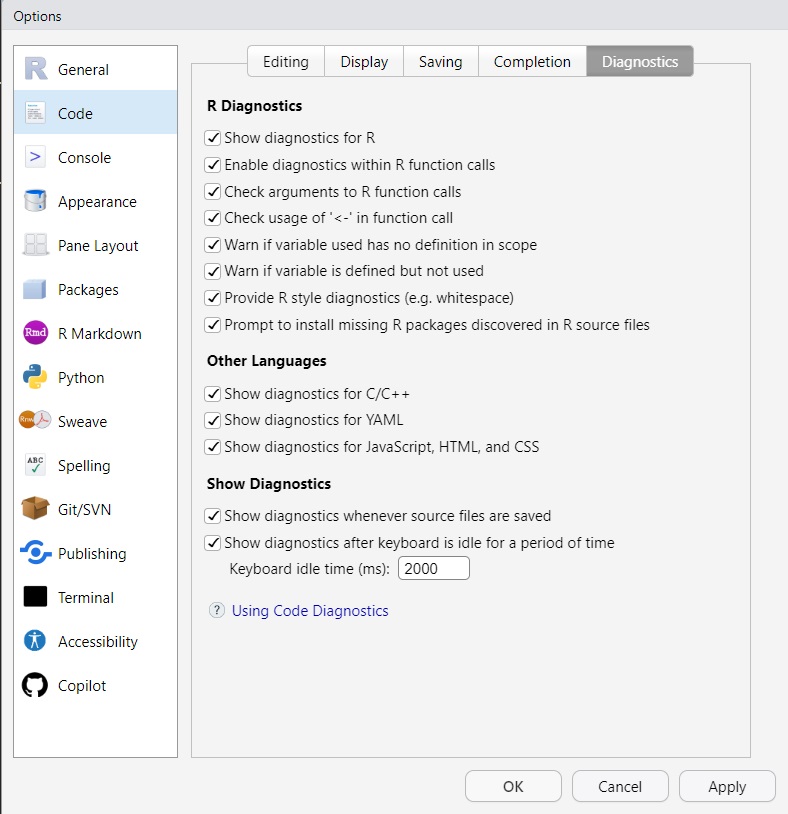 Options
R General
Code
> Console
Appearance
Pane Layout
Packages
Rmd R Markdown
Python
Sweave
ABC Spelling
Git/SVN
Publishing
Terminal
Accessibility
Copilot
Editing Display Saving Completion Diagnostics
R Diagnostics
Show diagnostics for R
Enable diagnostics within R function calls
Check arguments to R function calls
Check usage of '<-' in function call
Warn if variable used has no definition in scope
Warn if variable is defined but not used
Provide R style diagnostics (e.g. whitespace)
Prompt to install missing R packages discovered in R source files
Other Languages
Show diagnostics for C/C++
Show diagnostics for YAML
Show diagnostics for JavaScript, HTML, and CSS
Show Diagnostics
Show diagnostics whenever source files are saved
Show diagnostics after keyboard is idle for a period of time
Keyboard idle time (ms): 2000
? Using Code Diagnostics
OK Cancel Apply